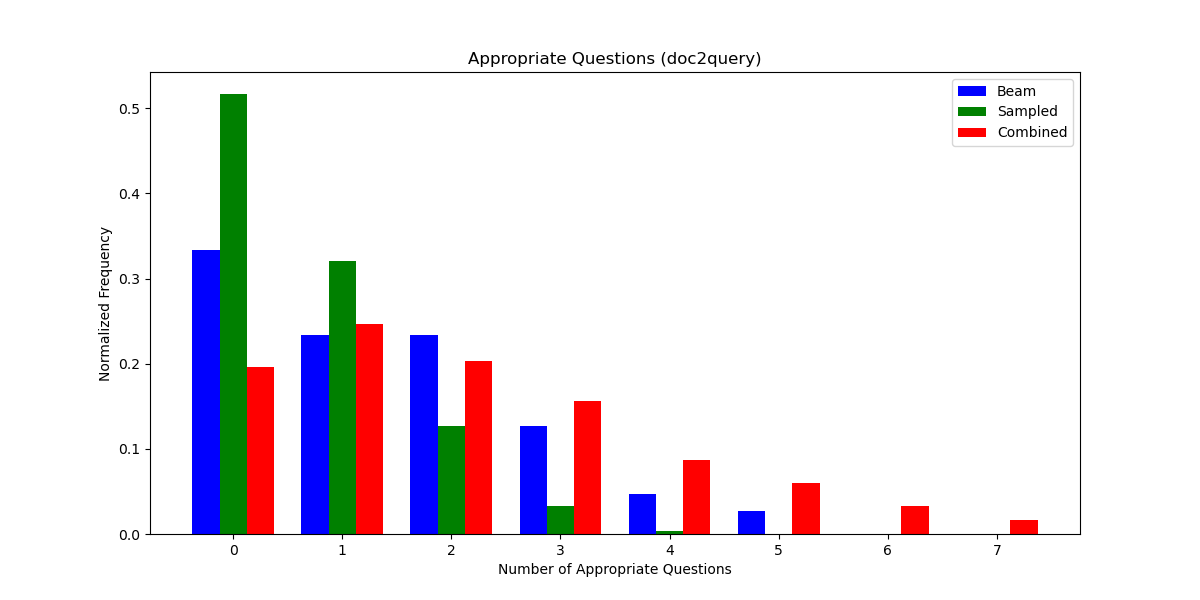 Appropriate Questions (doc2query)
Beam
Sampled
Combined
Normalized Frequency
0.5
0.4
0.3
0.2
0.1
0.0
0 1 2 3 4 5 6 7
Number of Appropriate Questions